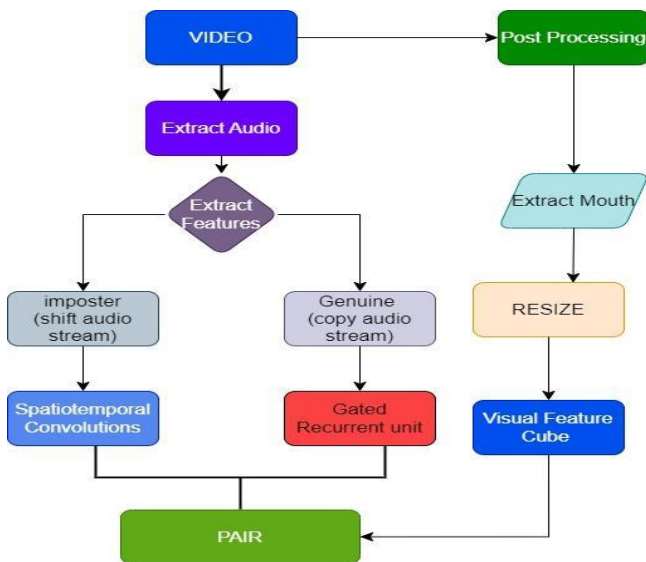 VIDEO
Post Processing
Extract Audio
Extract
Features
Extract Mouth
imposter
(shift audio
stream)
Genuine
(copy audio
stream)
RESIZE
Spatiotemporal
Convolutions
Gated
Recurrent unit
Visual Feature
Cube
PAIR